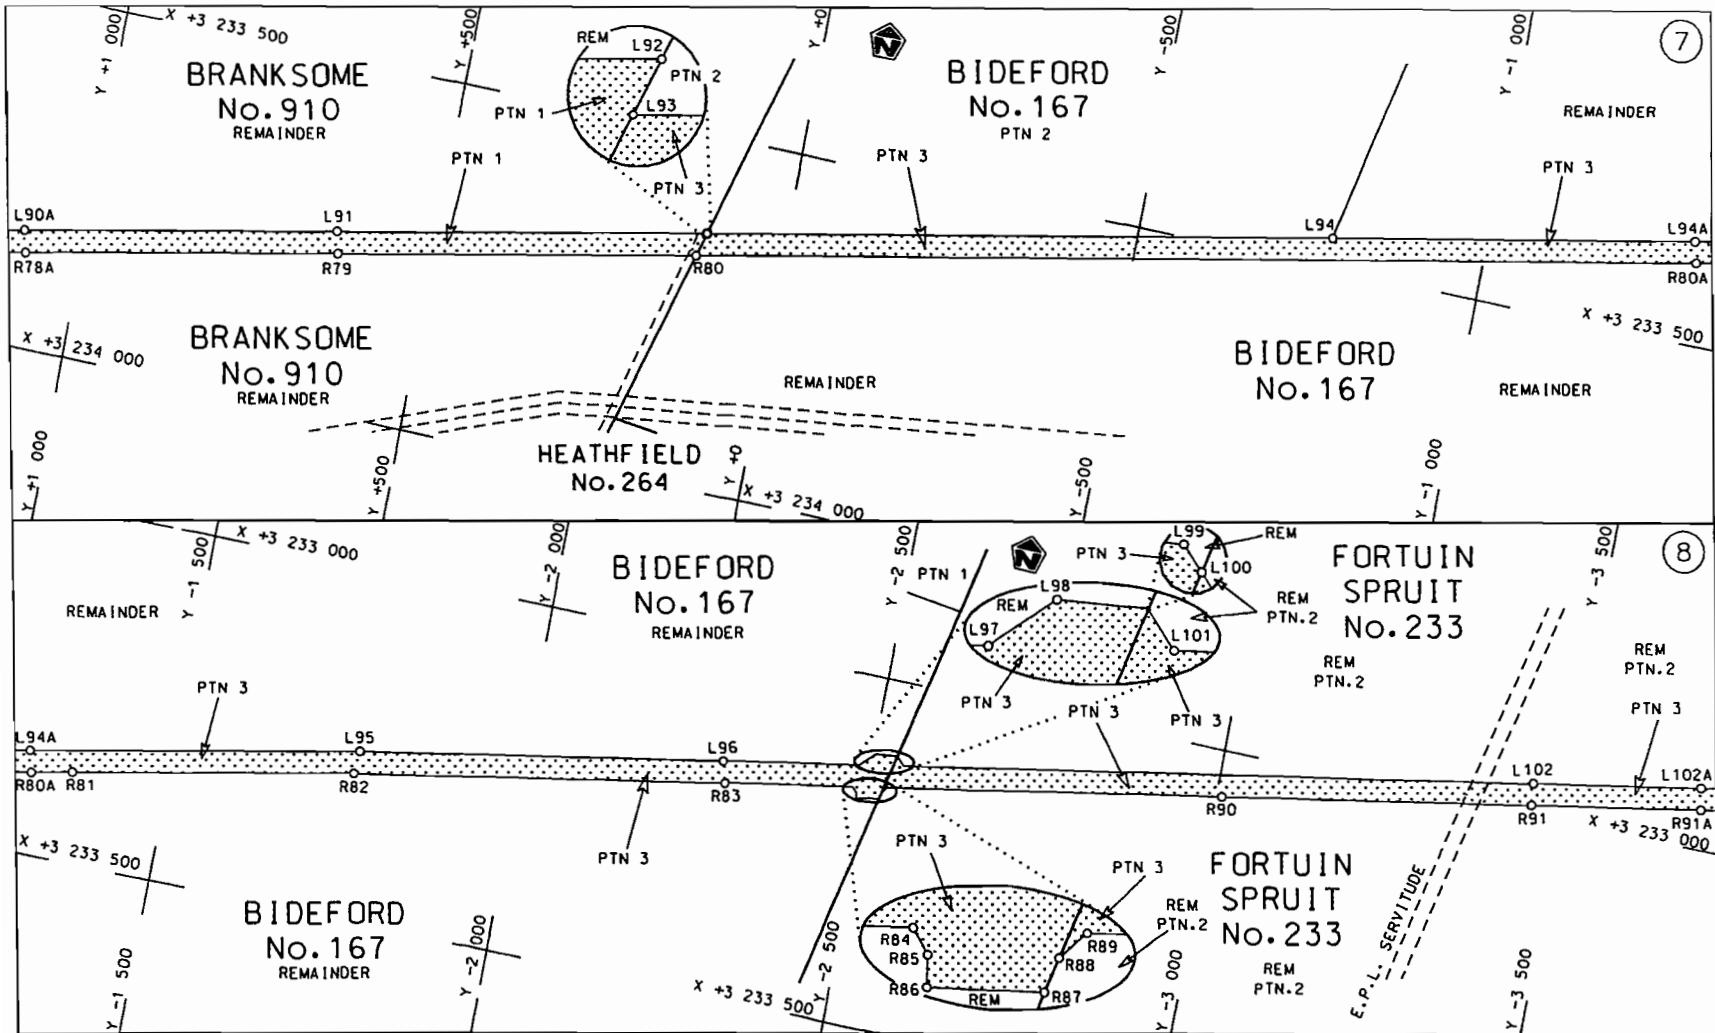 X +3 233 500
Y +1 000
Y +500
Y +0
Y -500
Y -1 000
7
BRANKSOME
No.910
REMAINDER
REM
L92
PTN 2
L93
PTN 1
PTN 3
N
BIDEFORD
No.167
PTN 2
REMAINDER
PTN 1
PTN 3
PTN 3
L90A
L91
L94
L94A
R78A
R79
R80
R80A
X +3 234 000
BRANKSOME
No.910
REMAINDER
REMAINDER
BIDEFORD
No.167
REMAINDER
X +3 233 500
HEATHFIELD
No.264
Y +1 000
Y +500
Y +0
X +3 234 000
Y -500
Y -1 000
X +3 233 000
Y -1 500
Y -2 000
Y -2 500
Y -3 500
8
REMAINDER
BIDEFORD
No.167
REMAINDER
PTN 1
N
PTN 3
L99
REM
L100
REM
PTN.2
REM
L98
L97
L101
PTN 3
PTN 3
FORTUIN
SPRUIT
No.233
REM
PTN.2
REM
PTN.2
PTN 3
PTN 3
PTN 3
L94A
L95
L96
L102
L102A
R80A
R81
R82
R83
R90
R91
R91A
X +3 233 000
X +3 233 500
PTN 3
PTN 3
PTN 3
BIDEFORD
No.167
REMAINDER
R84
R85
R86
REM
R87
R88
R89
REM
PTN.2
FORTUIN
SPRUIT
No.233
REM
PTN.2
E.P.L. SERVITUDE
Y -1 500
Y -2 000
X +3 233 500
Y -2 500
Y -3 000
Y -3 500